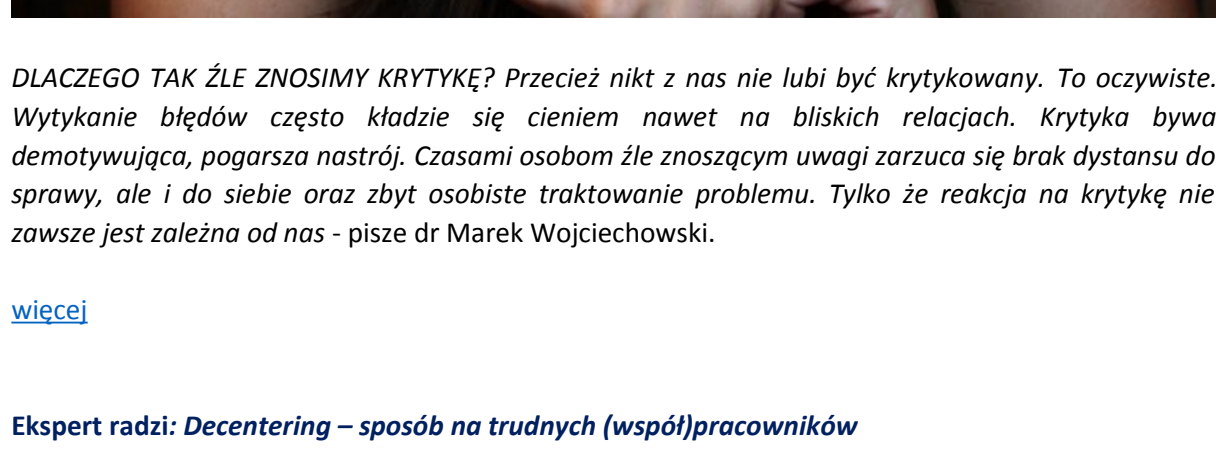 DLACZEGO TAK ŹLE ZNOSIMY KRYTYKĘ? Przecież nikt z nas nie lubi być krytykowany. To oczywiste.
Wytykanie błędów często kładzie się cieniem nawet na bliskich relacjach. Krytyka bywa
demotywująca, pogarsza nastrój. Czasami osobom źle znoszącym uwagi zarzuca się brak dystansu do
sprawy, ale i do siebie oraz zbyt osobiste traktowanie problemu. Tylko że reakcja na krytykę nie
zawsze jest zależna od nas - pisze dr Marek Wojciechowski.
więcej
Ekspert radzi: Decentering – sposób na trudnych (współ)pracowników